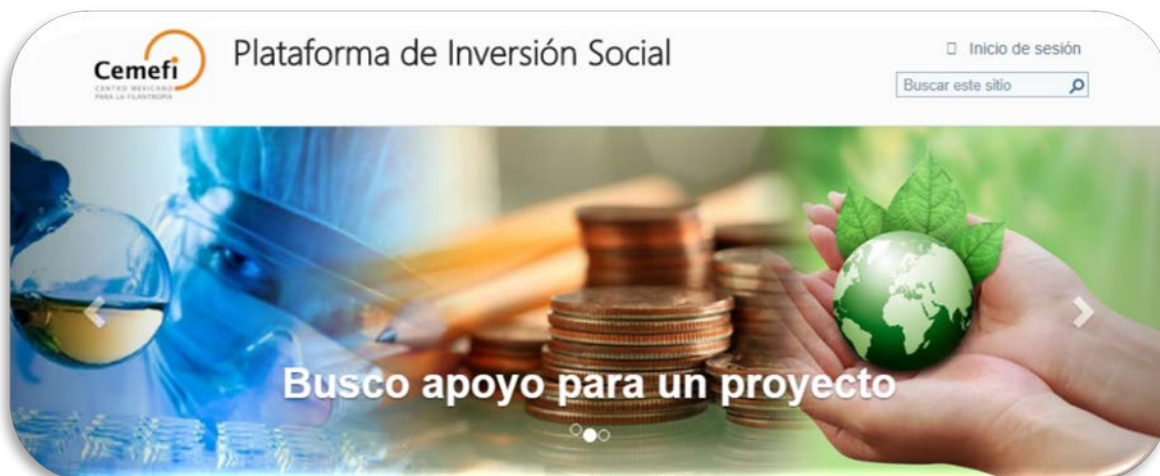 Cemefi
CENTRO MEXICANO
PARA LA FILANTROPÍA
Plataforma de Inversión Social
Inicio de sesión
Buscar este sitio
Busco apoyo para un proyecto